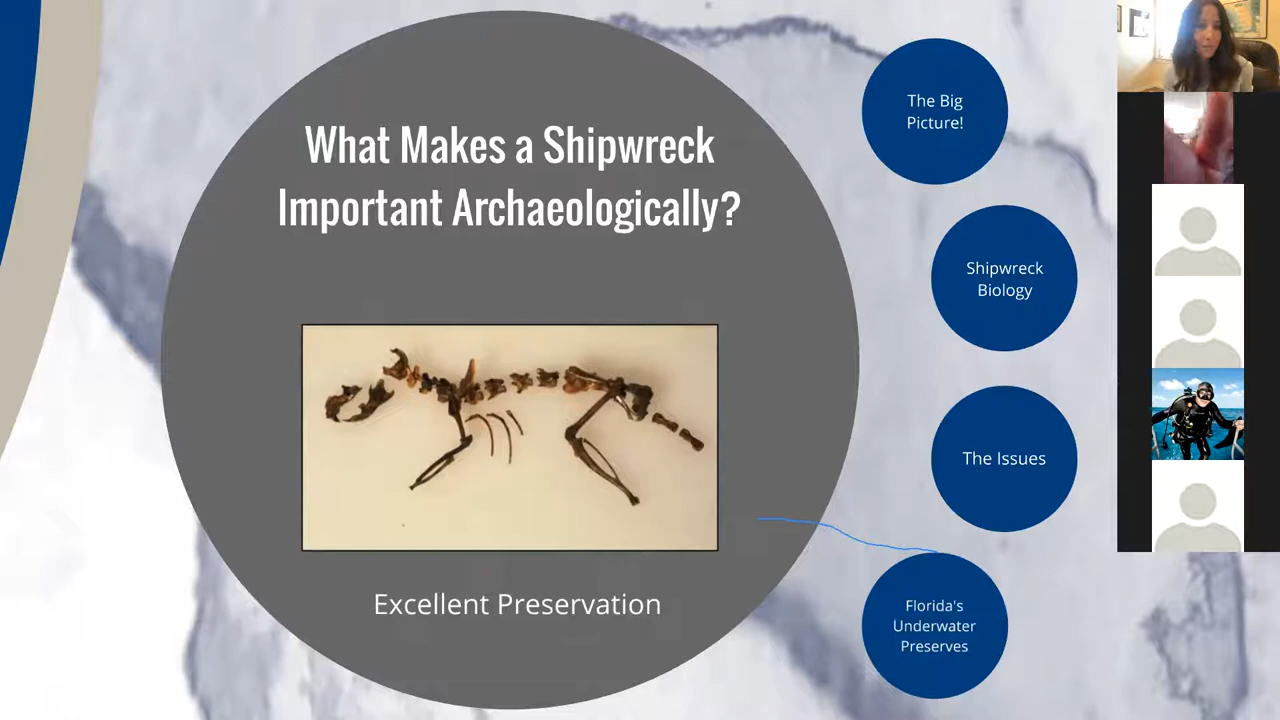 What Makes a Shipwreck
Important Archaeologically?
Excellent Preservation
The Big
Picture!
Shipwreck
Biology
The Issues
Florida's
Underwater
Preserves